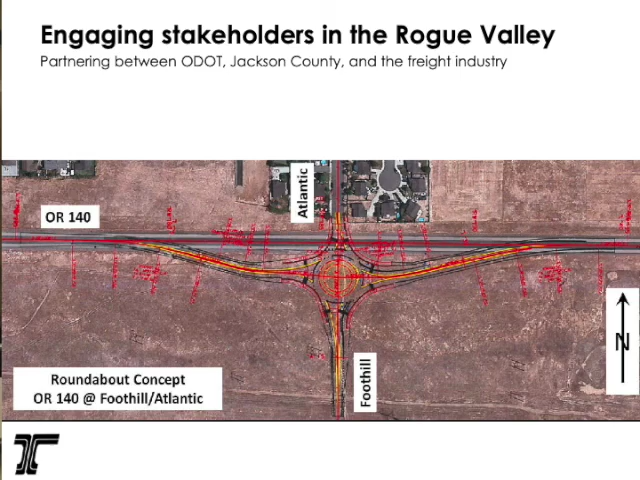 Engaging stakeholders in the Rogue Valley
Partnering between ODOT, Jackson County, and the freight industry
Atlantic
OR 140
N
Foothill
Roundabout Concept
OR 140 @ Foothill/Atlantic